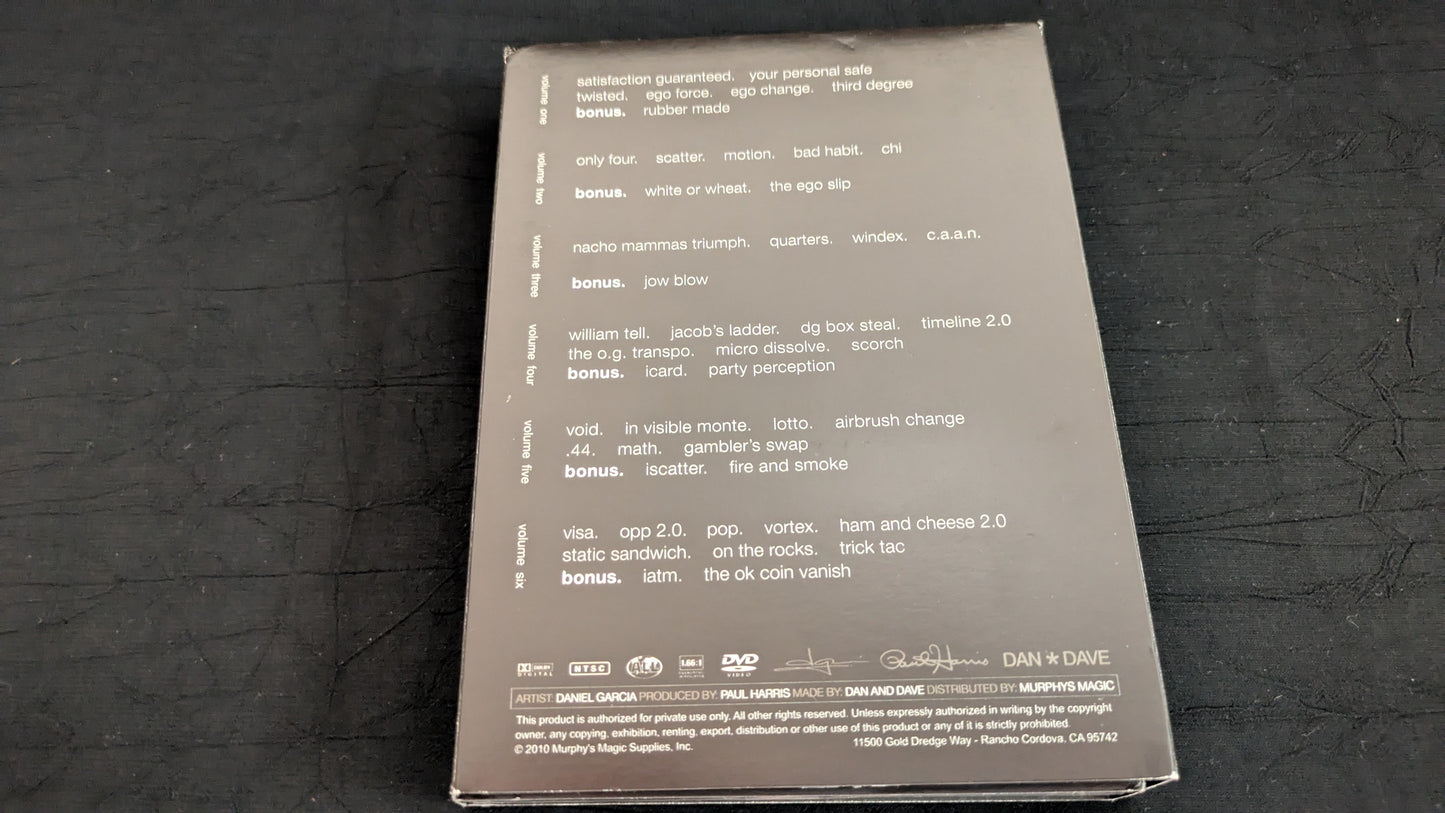 volume one
satisfaction guaranteed. your personal safe
twisted. ego force. ego change. third degree
bonus. rubber made
volume two
only four. scatter. motion. bad habit. chi
bonus. white or wheat. the ego slip
volume three
nacho mammas triumph. quarters. windex. c.a.a.n.
bonus. jow blow
volume four
william tell. jacob's ladder. dg box steal. timeline 2.0
the o.g. transpo. micro dissolve. scorch
bonus. icard. party perception
volume five
void. in visible monte. lotto. airbrush change
.44. math. gambler's swap
bonus. iscatter. fire and smoke
volume six
visa. opp 2.0. pop. vortex. ham and cheese 2.0
static sandwich. on the rocks. trick tac
bonus. iatm. the ok coin vanish
DOLBY DIGITAL NTSC ALL 1.66:1 DVD VIDEO Paul Harris DAN * DAVE
ARTIST: DANIEL GARCIA PRODUCED BY: PAUL HARRIS MADE BY: DAN AND DAVE DISTRIBUTED BY: MURPHYS MAGIC
This product is authorized for private use only. All other rights reserved. Unless expressly authorized in writing by the copyright
owner, any copying, exhibition, renting, export, distribution or other use of this product or any of it is strictly prohibited.
© 2010 Murphy's Magic Supplies, Inc. 11500 Gold Dredge Way - Rancho Cordova, CA 95742